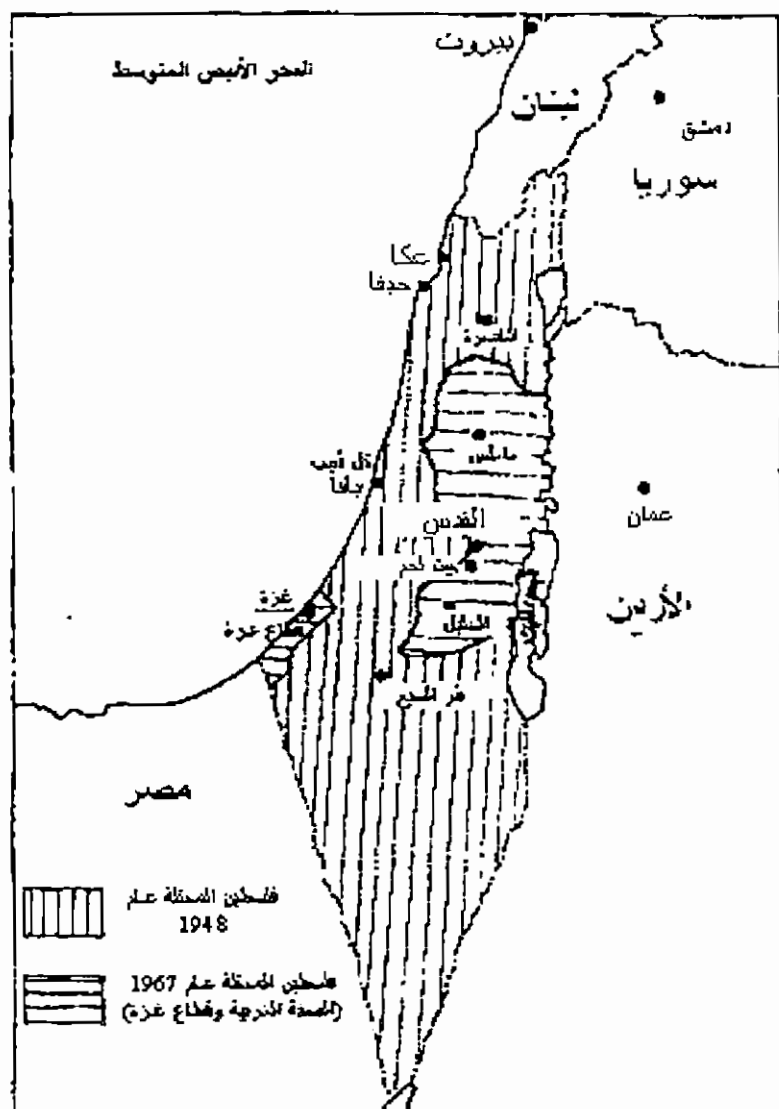 بيروت
البحر الأبيض المتوسط
لبنان
دمشق
سوريا
عكا
حيفا
الناصرة
نابلس
تل أبيب
يافا
القدس
عمان
بيت لحم
غزة
قطاع غزة
الخليل
الأردن
بئر السبع
مصر
فلسطين المحتلة عام
1948
فلسطين المحتلة عام 1967
(الضفة الغربية وقطاع غزة)